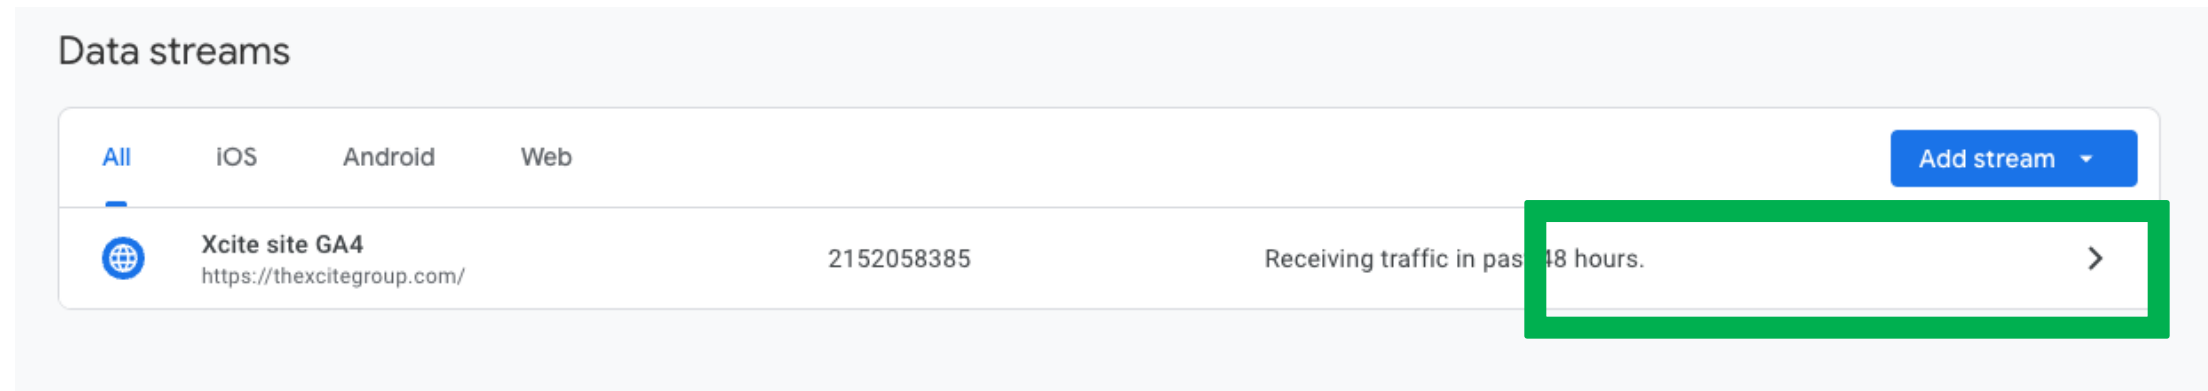 Data streams
All iOS Android Web Add stream
Xcite site GA4 2152058385 Receiving traffic in pas 48 hours.
https://thexcitegroup.com/